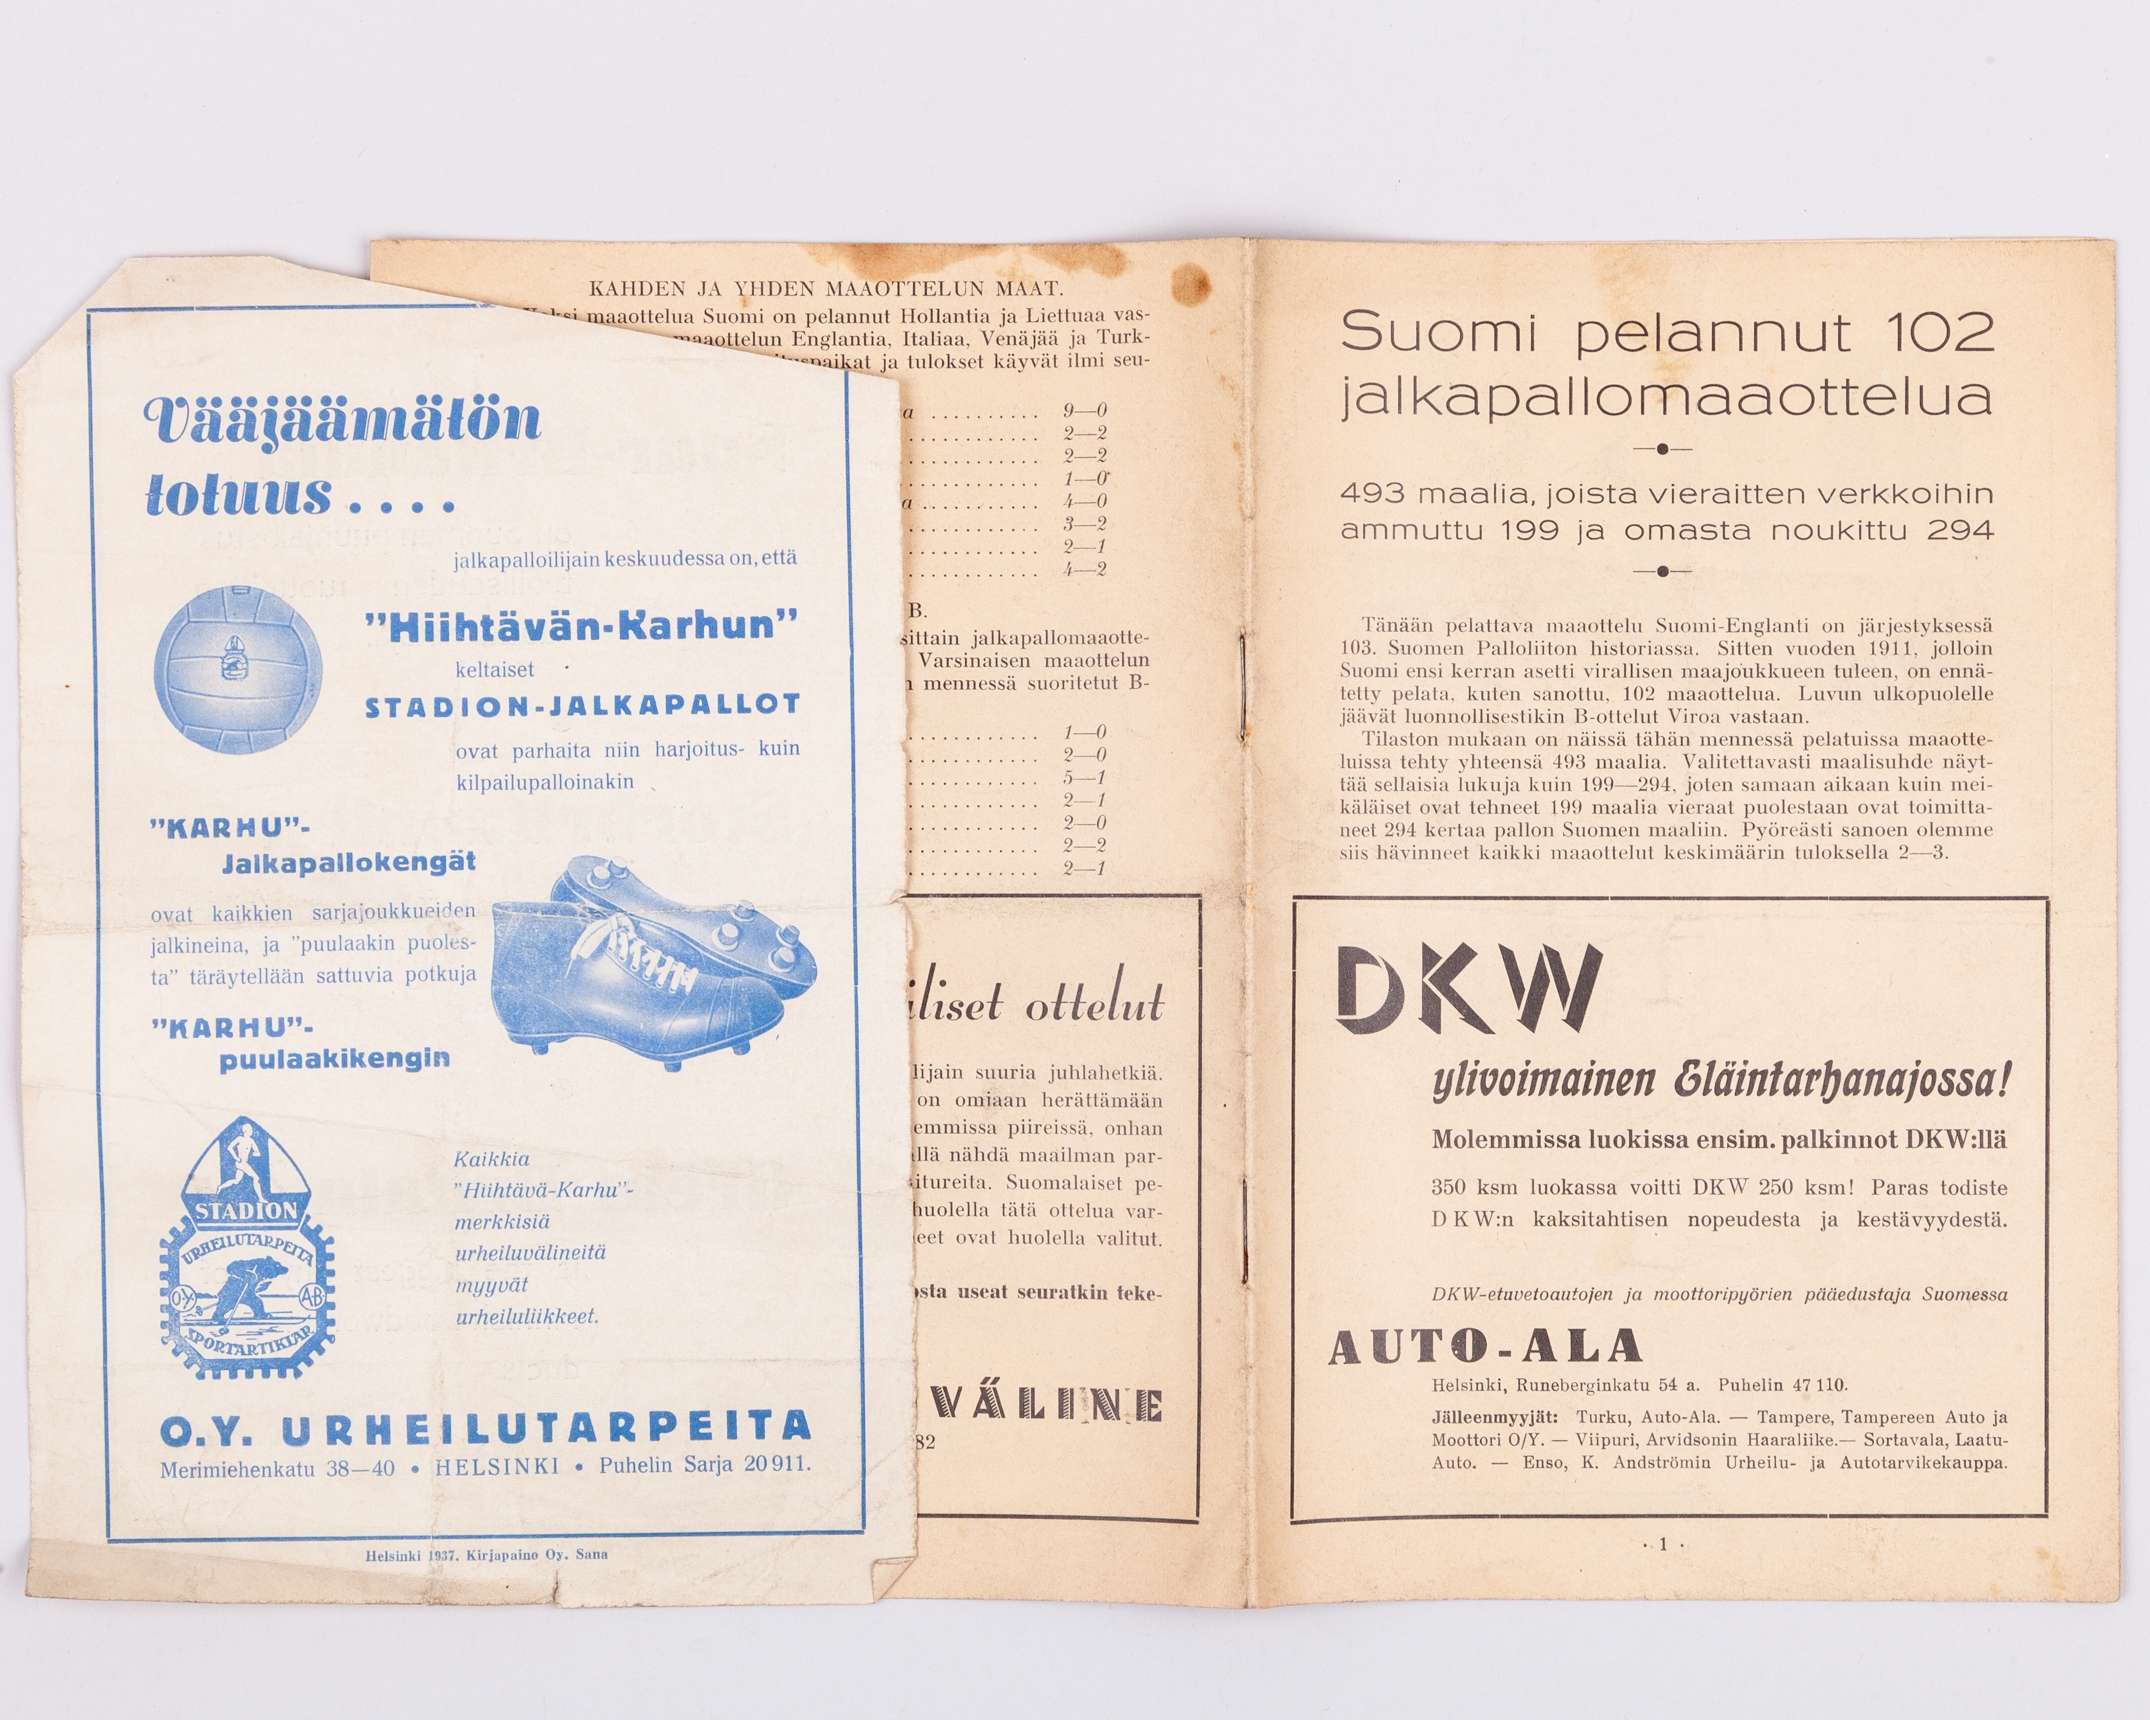 Vääjäämätön
totuus....
jalkapalloilijain keskuudessa on, että
"Hiihtävän-Karhun"
keltaiset
STADION-JALKAPALLOT
ovat parhaita niin harjoitus- kuin
kilpailupalloinakin
"KARHU"-
Jalkapallokengät
ovat kaikkien sarjajoukkueiden
jalkineina, ja "puulaakin puoles-
ta" täräytellään sattuvia potkuja
"KARHU"-
puulaakikengin
STADION
URHEILUTARPEITA
O.Y. A.B
SPORTARTIKLAR
Kaikkia
"Hiihtävä-Karhu"-
merkkisiä
urheiluvälineitä
myyvät
urheiluliikkeet.
O.Y. URHEILUTARPEITA
Merimiehenkatu 38—40 • HELSINKI • Puhelin Sarja 20 911.
Helsinki 1937. Kirjapaino Oy. Sana
KAHDEN JA YHDEN MAAOTTELUN MAAT.
maaottelua Suomi on pelannut Hollantia ja Liettuaa vas-
maaottelun Englantia, Italiaa, Venäjää ja Turk-
ja tulokset käyvät ilmi seu-
a .......... 9—0
............ 2—2
............ 2—2
............ 1—0
a .......... 4—0
............ 3—2
............ 2—1
............ 4—2
B.
sittain jalkapallomaaotte-
Varsinaisen maaottelun
mennessä suoritetut B-
............ 1—0
............ 2—0
............ 5—1
............ 2—1
............ 2—0
............ 2—2
............ 2—1
liset ottelut
lijain suuria juhlahetkiä.
on omiaan herättämään
emmissa piireissä, onhan
llä nähdä maailman par-
itureita. Suomalaiset pe-
huolella tätä ottelua var-
eet ovat huolella valitut.
osta useat seuratkin teke-
VÄLINE
82
Suomi pelannut 102
jalkapallomaaottelua
493 maalia, joista vieraitten verkkoihin
ammuttu 199 ja omasta noukittu 294
Tänään pelattava maaottelu Suomi-Englanti on järjestyksessä
103. Suomen Palloliiton historiassa. Sitten vuoden 1911, jolloin
Suomi ensi kerran asetti virallisen maajoukkueen tuleen, on ennä-
tetty pelata, kuten sanottu, 102 maaottelua. Luvun ulkopuolelle
jäävät luonnollisestikin B-ottelut Viroa vastaan.
Tilaston mukaan on näissä tähän mennessä pelatuissa maaotte-
luissa tehty yhteensä 493 maalia. Valitettavasti maalisuhde näyt-
tää sellaisia lukuja kuin 199—294, joten samaan aikaan kuin mei-
käläiset ovat tehneet 199 maalia vieraat puolestaan ovat toimitta-
neet 294 kertaa pallon Suomen maaliin. Pyöreästi sanoen olemme
siis hävinneet kaikki maaottelut keskimäärin tuloksella 2—3.
DKW
ylivoimainen Eläintarhanajossa!
Molemmissa luokissa ensim. palkinnot DKW:llä
350 ksm luokassa voitti DKW 250 ksm! Paras todiste
DKW:n kaksitahtisen nopeudesta ja kestävyydestä.
DKW-etuvetoautojen ja moottoripyörien pääedustaja Suomessa
AUTO-ALA
Helsinki, Runeberginkatu 54 a. Puhelin 47 110.
Jälleenmyyjät: Turku, Auto-Ala. — Tampere, Tampereen Auto ja
Moottori O/Y. — Viipuri, Arvidsonin Haaraliike.— Sortavala, Laatu-
Auto. — Enso, K. Andströmin Urheilu- ja Autotarvikekauppa.
· 1 ·